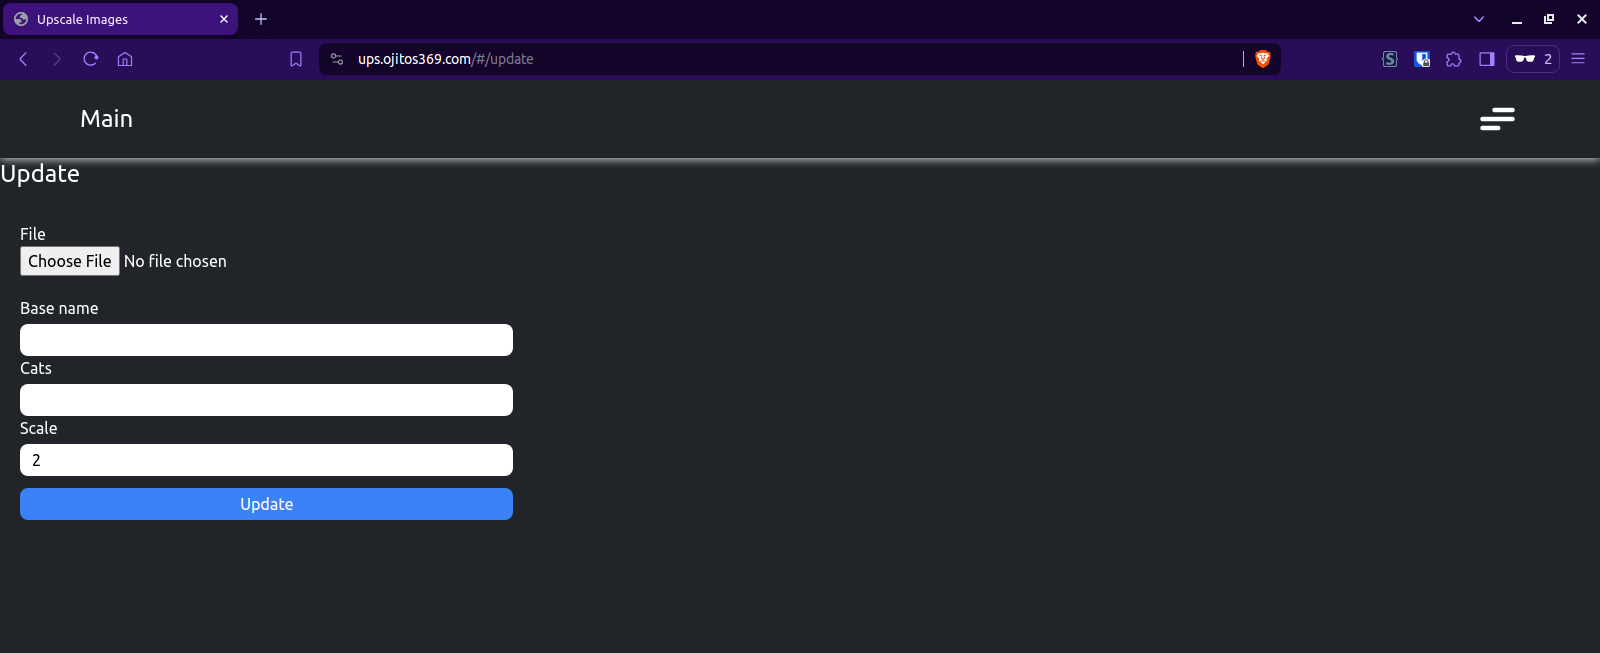 Upscale Images
ups.ojitos369.com/#/update
2
Main
Update
File
Choose File No file chosen
Base name
Cats
Scale
2
Update